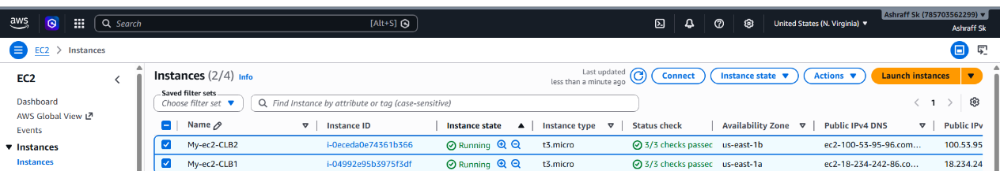 aws
Search [Alt+S]
United States (N. Virginia)
Ashraff Sk (785703562299)
Ashraff Sk
EC2 > Instances
EC2
Dashboard
AWS Global View
Events
Instances
Instances
Instances (2/4) Info
Last updated
less than a minute ago
Connect
Instance state
Actions
Launch instances
Saved filter sets
Choose filter set
Find Instance by attribute or tag (case-sensitive)
1
Name Instance ID Instance state Instance type Status check Availability Zone Public IPv4 DNS Public IPv
My-ec2-CLB2 i-0eceda0e74361b366 Running t3.micro 3/3 checks passec us-east-1b ec2-100-53-95-96.com... 100.53.95
My-ec2-CLB1 i-04992e95b3975f3df Running t3.micro 3/3 checks passec us-east-1a ec2-18-234-242-86.co... 18.234.24